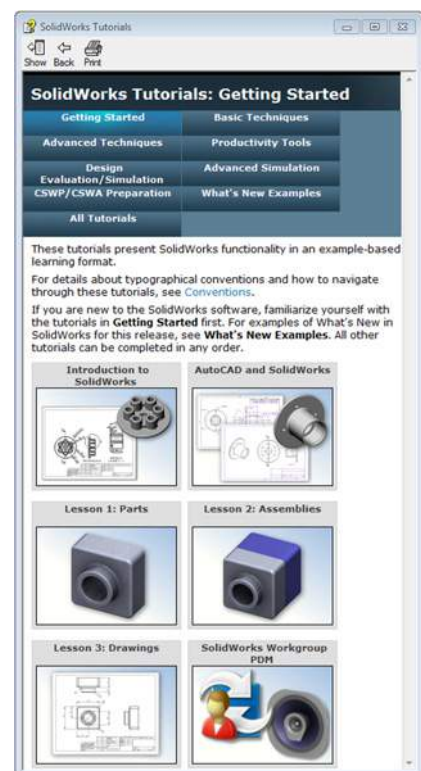 SolidWorks Tutorials
Show Back Print
SolidWorks Tutorials: Getting Started
Getting Started Basic Techniques
Advanced Techniques Productivity Tools
Design
Evaluation/Simulation Advanced Simulation
CSWP/CSWA Preparation What's New Examples
All Tutorials
These tutorials present SolidWorks functionality in an example-based
learning format.
For details about typographical conventions and how to navigate
through these tutorials, see Conventions.
If you are new to the SolidWorks software, familiarize yourself with
the tutorials in Getting Started first. For examples of What's New in
SolidWorks for this release, see What's New Examples. All other
tutorials can be completed in any order.
Introduction to
SolidWorks
AutoCAD and SolidWorks
Lesson 1: Parts
Lesson 2: Assemblies
Lesson 3: Drawings
SolidWorks Workgroup
PDM